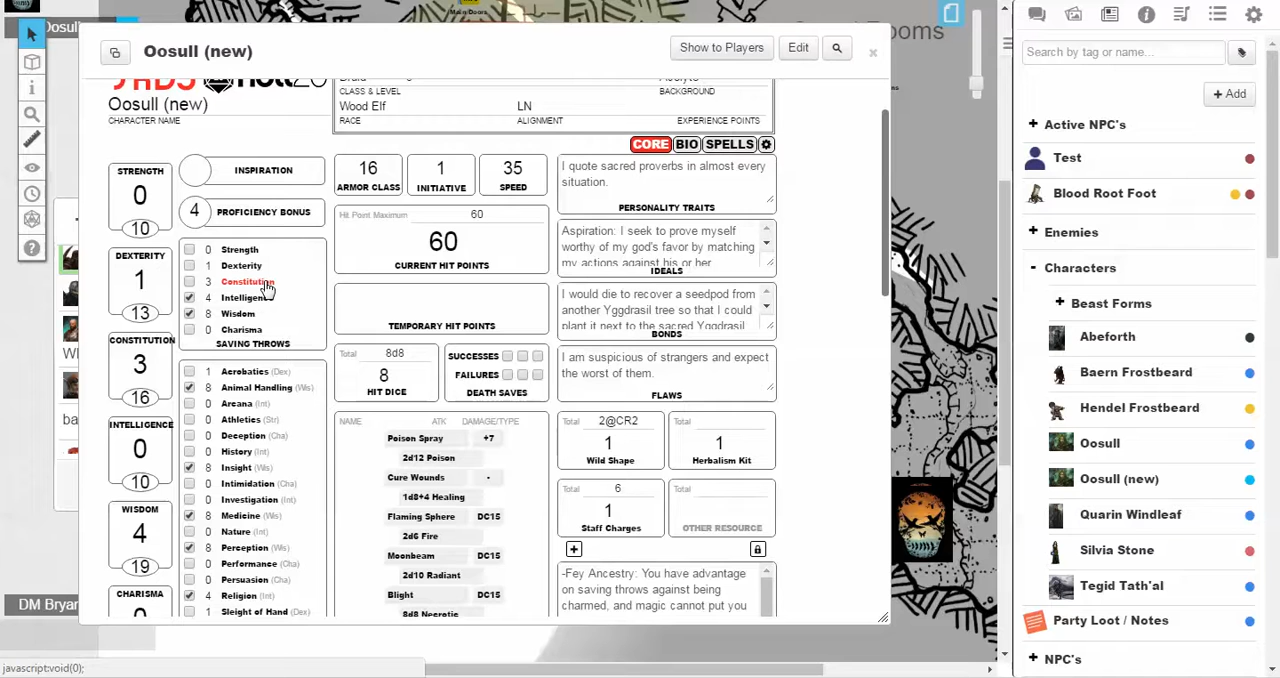 Main Doors
Oosul
Oosull (new)
Show to Players
Edit
ooms
Search by tag or name...
+ Add
Active NPC's
Test
Blood Root Foot
Enemies
Characters
Beast Forms
Abeforth
Baern Frostbeard
Hendel Frostbeard
Oosull
Oosull (new)
Quarin Windleaf
Silvia Stone
Tegid Tath'al
Party Loot / Notes
NPC's
Oosull (new)
CHARACTER NAME
CLASS & LEVEL
BACKGROUND
Wood Elf
LN
RACE
ALIGNMENT
EXPERIENCE POINTS
CORE BIO SPELLS
STRENGTH
0
10
DEXTERITY
1
13
CONSTITUTION
3
16
INTELLIGENCE
0
10
WISDOM
4
19
CHARISMA
INSPIRATION
4 PROFICIENCY BONUS
0 Strength
1 Dexterity
3 Constitution
4 Intelligence
8 Wisdom
0 Charisma
SAVING THROWS
1 Acrobatics (Dex)
8 Animal Handling (Wis)
0 Arcana (Int)
0 Athletics (Str)
0 Deception (Cha)
0 History (Int)
8 Insight (Wis)
0 Intimidation (Cha)
0 Investigation (Int)
8 Medicine (Wis)
0 Nature (Int)
8 Perception (Wis)
0 Performance (Cha)
0 Persuasion (Cha)
4 Religion (Int)
1 Sleight of Hand (Dex)
16
ARMOR CLASS
1
INITIATIVE
35
SPEED
Hit Point Maximum 60
60
CURRENT HIT POINTS
TEMPORARY HIT POINTS
Total 8d8
8
HIT DICE
SUCCESSES
FAILURES
DEATH SAVES
NAME ATK DAMAGE/TYPE
Poison Spray +7
2d12 Poison
Cure Wounds -
1d8+4 Healing
Flaming Sphere DC15
2d6 Fire
Moonbeam DC15
2d10 Radiant
Blight DC15
8d8 Necrotic
I quote sacred proverbs in almost every
situation.
PERSONALITY TRAITS
Aspiration: I seek to prove myself
worthy of my god's favor by matching
my actions against his or her
IDEALS
I would die to recover a seedpod from
another Yggdrasil tree so that I could
plant it next to the sacred Yggdrasil
BONDS
I am suspicious of strangers and expect
the worst of them.
FLAWS
Total 2@CR2
1
Wild Shape
Total
1
Herbalism Kit
Total 6
1
Staff Charges
Total
OTHER RESOURCE
-Fey Ancestry: You have advantage
on saving throws against being
charmed, and magic cannot put you
DM Bryar
javascript:void(0);